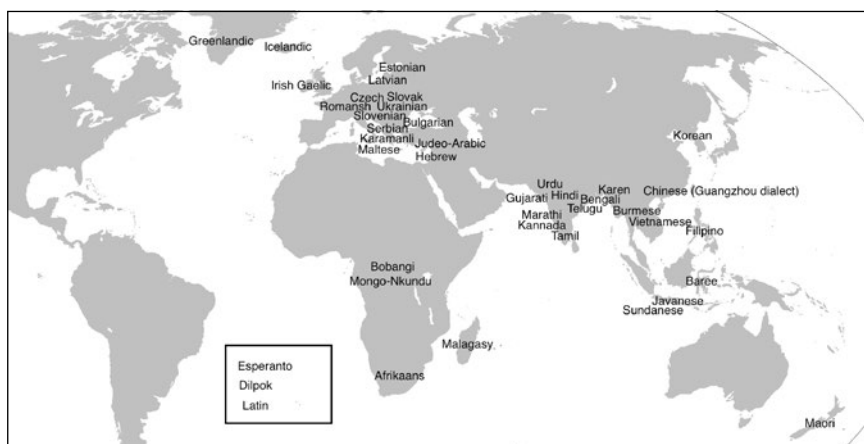 Greenlandic
Icelandic
Estonian
Latvian
Irish Gaelic
Czech Slovak
Romansh Ukrainian
Slovenian
Bulgarian
Serbian
Karamanli
Judeo-Arabic
Maltese
Hebrew
Korean
Urdu
Karen
Chinese (Guangzhou dialect)
Gujarati
Hindi
Bengali
Telugu
Burmese
Marathi
Vietnamese
Kannada
Filipino
Tamil
Bobangi
Mongo-Nkundu
Baree
Javanese
Sundanese
Malagasy
Afrikaans
Maori
Esperanto
Dilpok
Latin